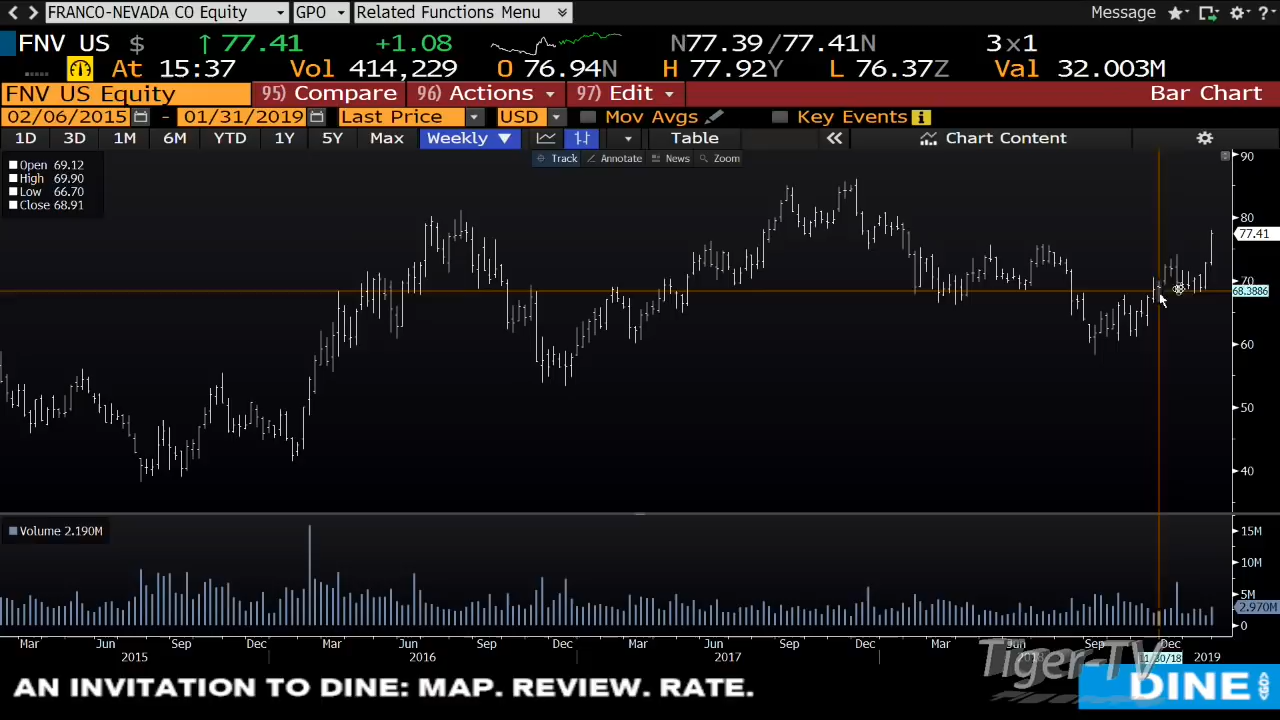 FRANCO-NEVADA CO Equity GPO Related Functions Menu Message ?
FNV US $ ↑ 77.41 +1.08 N77.39 /77.41N 3x1
At 15:37 Vol 414,229 O 76.94N H 77.92Y L 76.37Z Val 32.003M
FNV US Equity 95) Compare 96) Actions 97) Edit Bar Chart
02/06/2015 - 01/31/2019 Last Price USD Mov Avgs Key Events i
1D 3D 1M 6M YTD 1Y 5Y Max Weekly ▼ Table « Chart Content
Track Annotate News Zoom
Open 69.12
High 69.90
Low 66.70
Close 68.91
90
80
77.41
70
68.3886
60
50
40
Volume 2.190M
15M
10M
5M
2.970M
0
Mar Jun Sep Dec Mar Jun Sep Dec Mar Jun Sep Dec Mar Jun Sep Dec
2015 2016 2017 2018 11/30/18 2019
Tiger-TV
AN INVITATION TO DINE: MAP. REVIEW. RATE.
DINE